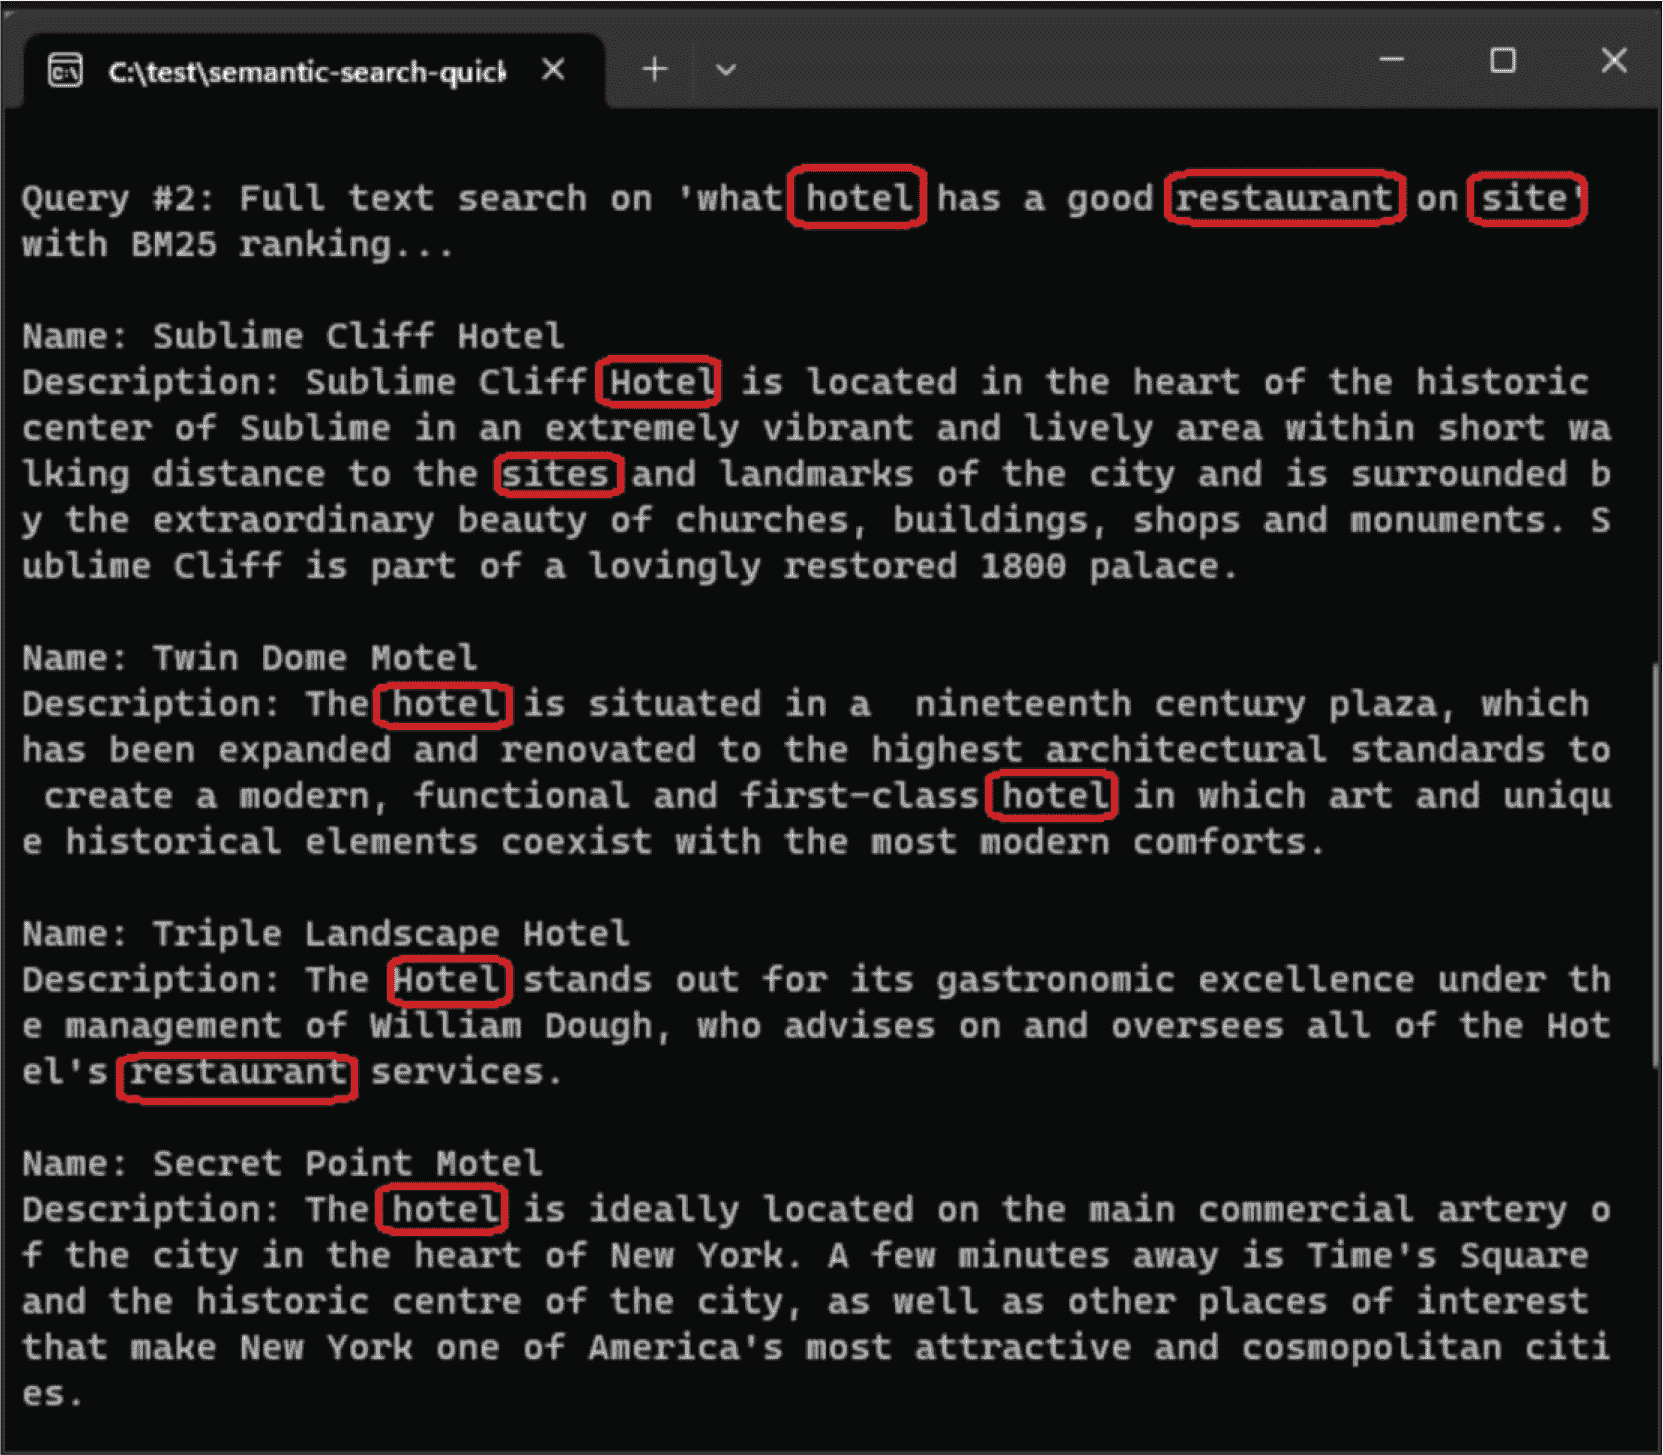 C:\test\semantic-search-quick
Query #2: Full text search on 'what hotel has a good restaurant on site'
with BM25 ranking...
Name: Sublime Cliff Hotel
Description: Sublime Cliff Hotel is located in the heart of the historic
center of Sublime in an extremely vibrant and lively area within short wa
lking distance to the sites and landmarks of the city and is surrounded b
y the extraordinary beauty of churches, buildings, shops and monuments. S
ublime Cliff is part of a lovingly restored 1800 palace.
Name: Twin Dome Motel
Description: The hotel is situated in a  nineteenth century plaza, which
has been expanded and renovated to the highest architectural standards to
 create a modern, functional and first-class hotel in which art and uniqu
e historical elements coexist with the most modern comforts.
Name: Triple Landscape Hotel
Description: The Hotel stands out for its gastronomic excellence under th
e management of William Dough, who advises on and oversees all of the Hot
el's restaurant services.
Name: Secret Point Motel
Description: The hotel is ideally located on the main commercial artery o
f the city in the heart of New York. A few minutes away is Time's Square
and the historic centre of the city, as well as other places of interest
that make New York one of America's most attractive and cosmopolitan citi
es.